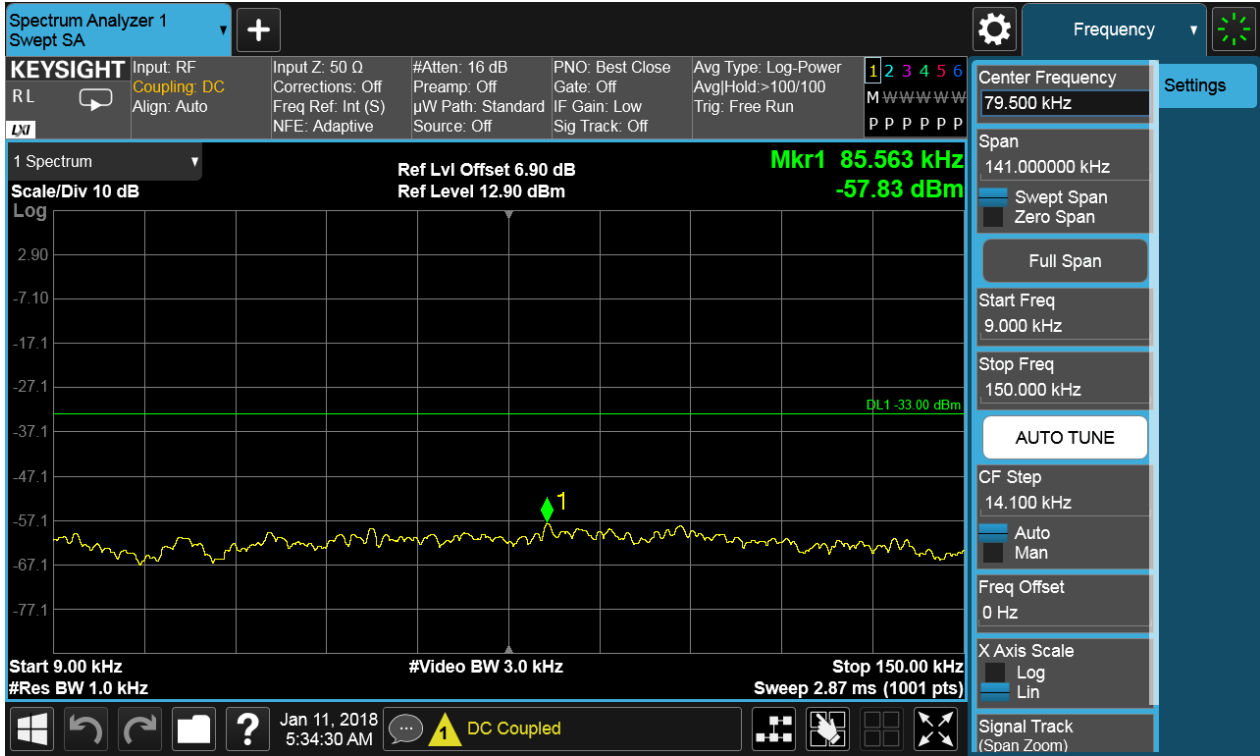 Spectrum Analyzer 1
Swept SA
+
Frequency
KEYSIGHT
RL
LXI
Input: RF
Coupling: DC
Align: Auto
Input Z: 50 Ω
Corrections: Off
Freq Ref: Int (S)
NFE: Adaptive
#Atten: 16 dB
Preamp: Off
µW Path: Standard
Source: Off
PNO: Best Close
Gate: Off
IF Gain: Low
Sig Track: Off
Avg Type: Log-Power
Avg|Hold:>100/100
Trig: Free Run
1 2 3 4 5 6
M W W W W W
P P P P P P
1 Spectrum
Scale/Div 10 dB
Log
Ref Lvl Offset 6.90 dB
Ref Level 12.90 dBm
Mkr1 85.563 kHz
-57.83 dBm
2.90
-7.10
-17.1
-27.1
DL1 -33.00 dBm
-37.1
-47.1
1
-57.1
-67.1
-77.1
Start 9.00 kHz
#Res BW 1.0 kHz
#Video BW 3.0 kHz
Stop 150.00 kHz
Sweep 2.87 ms (1001 pts)
Center Frequency
79.500 kHz
Span
141.000000 kHz
Swept Span
Zero Span
Full Span
Start Freq
9.000 kHz
Stop Freq
150.000 kHz
AUTO TUNE
CF Step
14.100 kHz
Auto
Man
Freq Offset
0 Hz
X Axis Scale
Log
Lin
Signal Track
(Span Zoom)
Settings
?
Jan 11, 2018
5:34:30 AM
1
DC Coupled